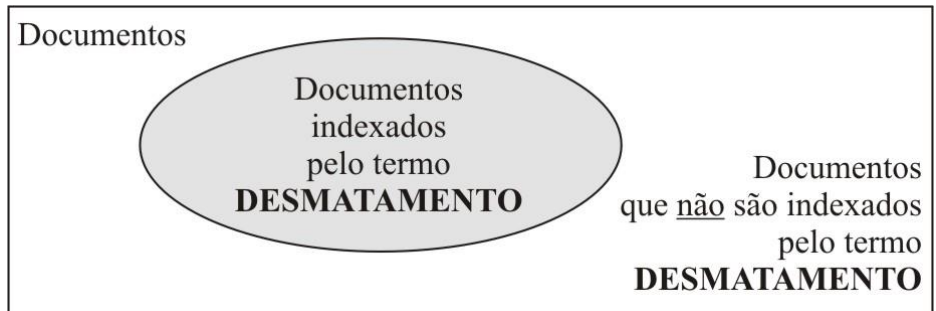 Documentos
Documentos
indexados
pelo termo
DESMATAMENTO
Documentos
que não são indexados
pelo termo
DESMATAMENTO